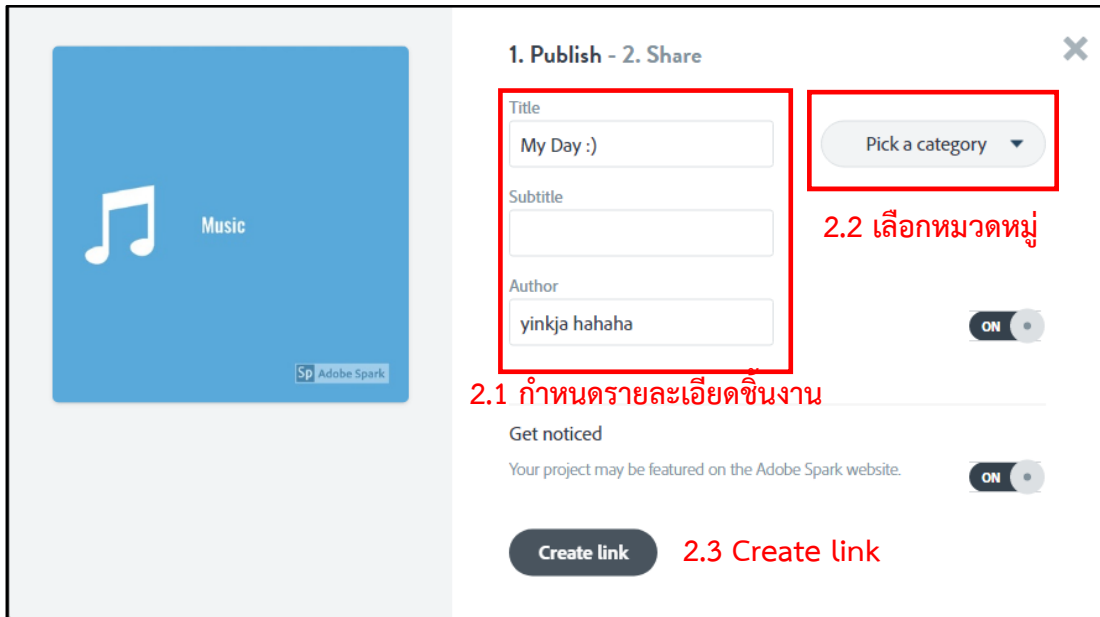 1. Publish - 2. Share
Title
My Day :)
Pick a category
Subtitle
2.2 เลือกหมวดหมู่
Music
Author
yinkja hahaha
ON
Sp Adobe Spark
2.1 กำหนดรายละเอียดชิ้นงาน
Get noticed
Your project may be featured on the Adobe Spark website.
ON
Create link
2.3 Create link